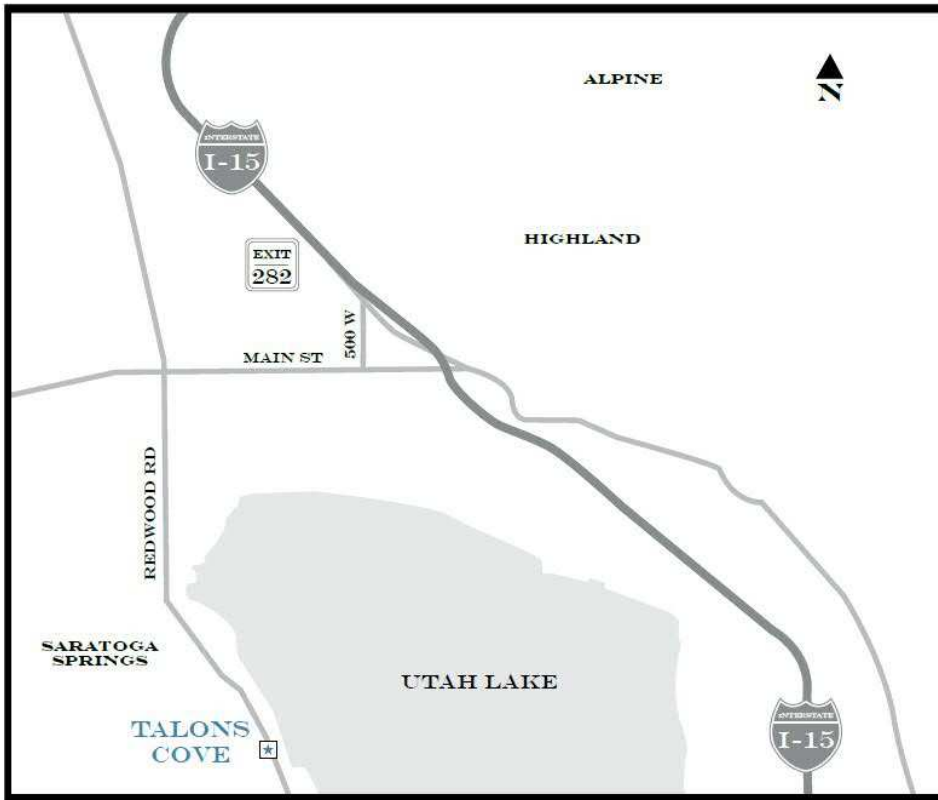 ALPINE
N
INTERSTATE
I-15
HIGHLAND
EXIT
282
500 W
MAIN ST
REDWOOD RD
SARATOGA
SPRINGS
UTAH LAKE
TALONS
COVE
INTERSTATE
I-15